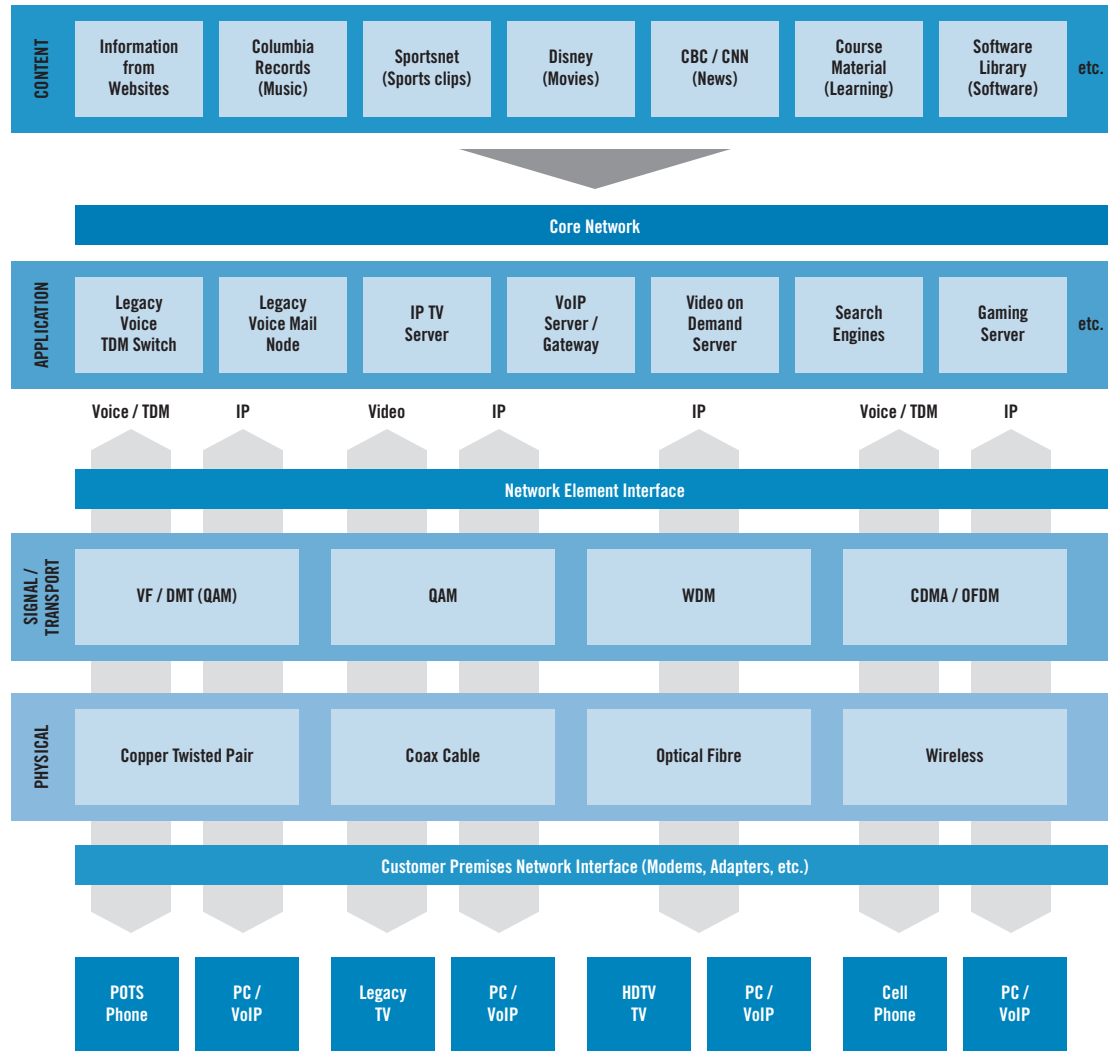 CONTENT
Information
from
Websites
Columbia
Records
(Music)
Sportsnet
(Sports clips)
Disney
(Movies)
CBC / CNN
(News)
Course
Material
(Learning)
Software
Library
(Software)
etc.
Core Network
APPLICATION
Legacy
Voice
TDM Switch
Legacy
Voice Mail
Node
IP TV
Server
VoIP
Server /
Gateway
Video on
Demand
Server
Search
Engines
Gaming
Server
etc.
Voice / TDM
IP
Video
IP
IP
Voice / TDM
IP
Network Element Interface
SIGNAL /
TRANSPORT
VF / DMT (QAM)
QAM
WDM
CDMA / OFDM
PHYSICAL
Copper Twisted Pair
Coax Cable
Optical Fibre
Wireless
Customer Premises Network Interface (Modems, Adapters, etc.)
POTS
Phone
PC /
VoIP
Legacy
TV
PC /
VoIP
HDTV
TV
PC /
VoIP
Cell
Phone
PC /
VoIP